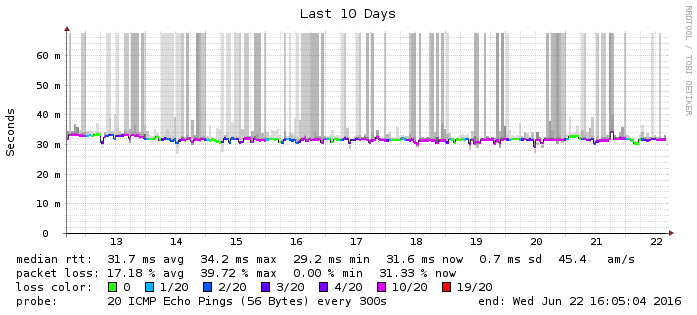 Last 10 Days
RRDTOOL / TOBI OETIKER
Seconds
60 m
50 m
40 m
30 m
20 m
10 m
0
13 14 15 16 17 18 19 20 21 22
median rtt: 31.7 ms avg 34.2 ms max 29.2 ms min 31.6 ms now 0.7 ms sd 45.4 am/s
packet loss: 17.18 % avg 39.72 % max 0.00 % min 31.33 % now
loss color: 0 1/20 2/20 3/20 4/20 10/20 19/20
probe: 20 ICMP Echo Pings (56 Bytes) every 300s end: Wed Jun 22 16:05:04 2016